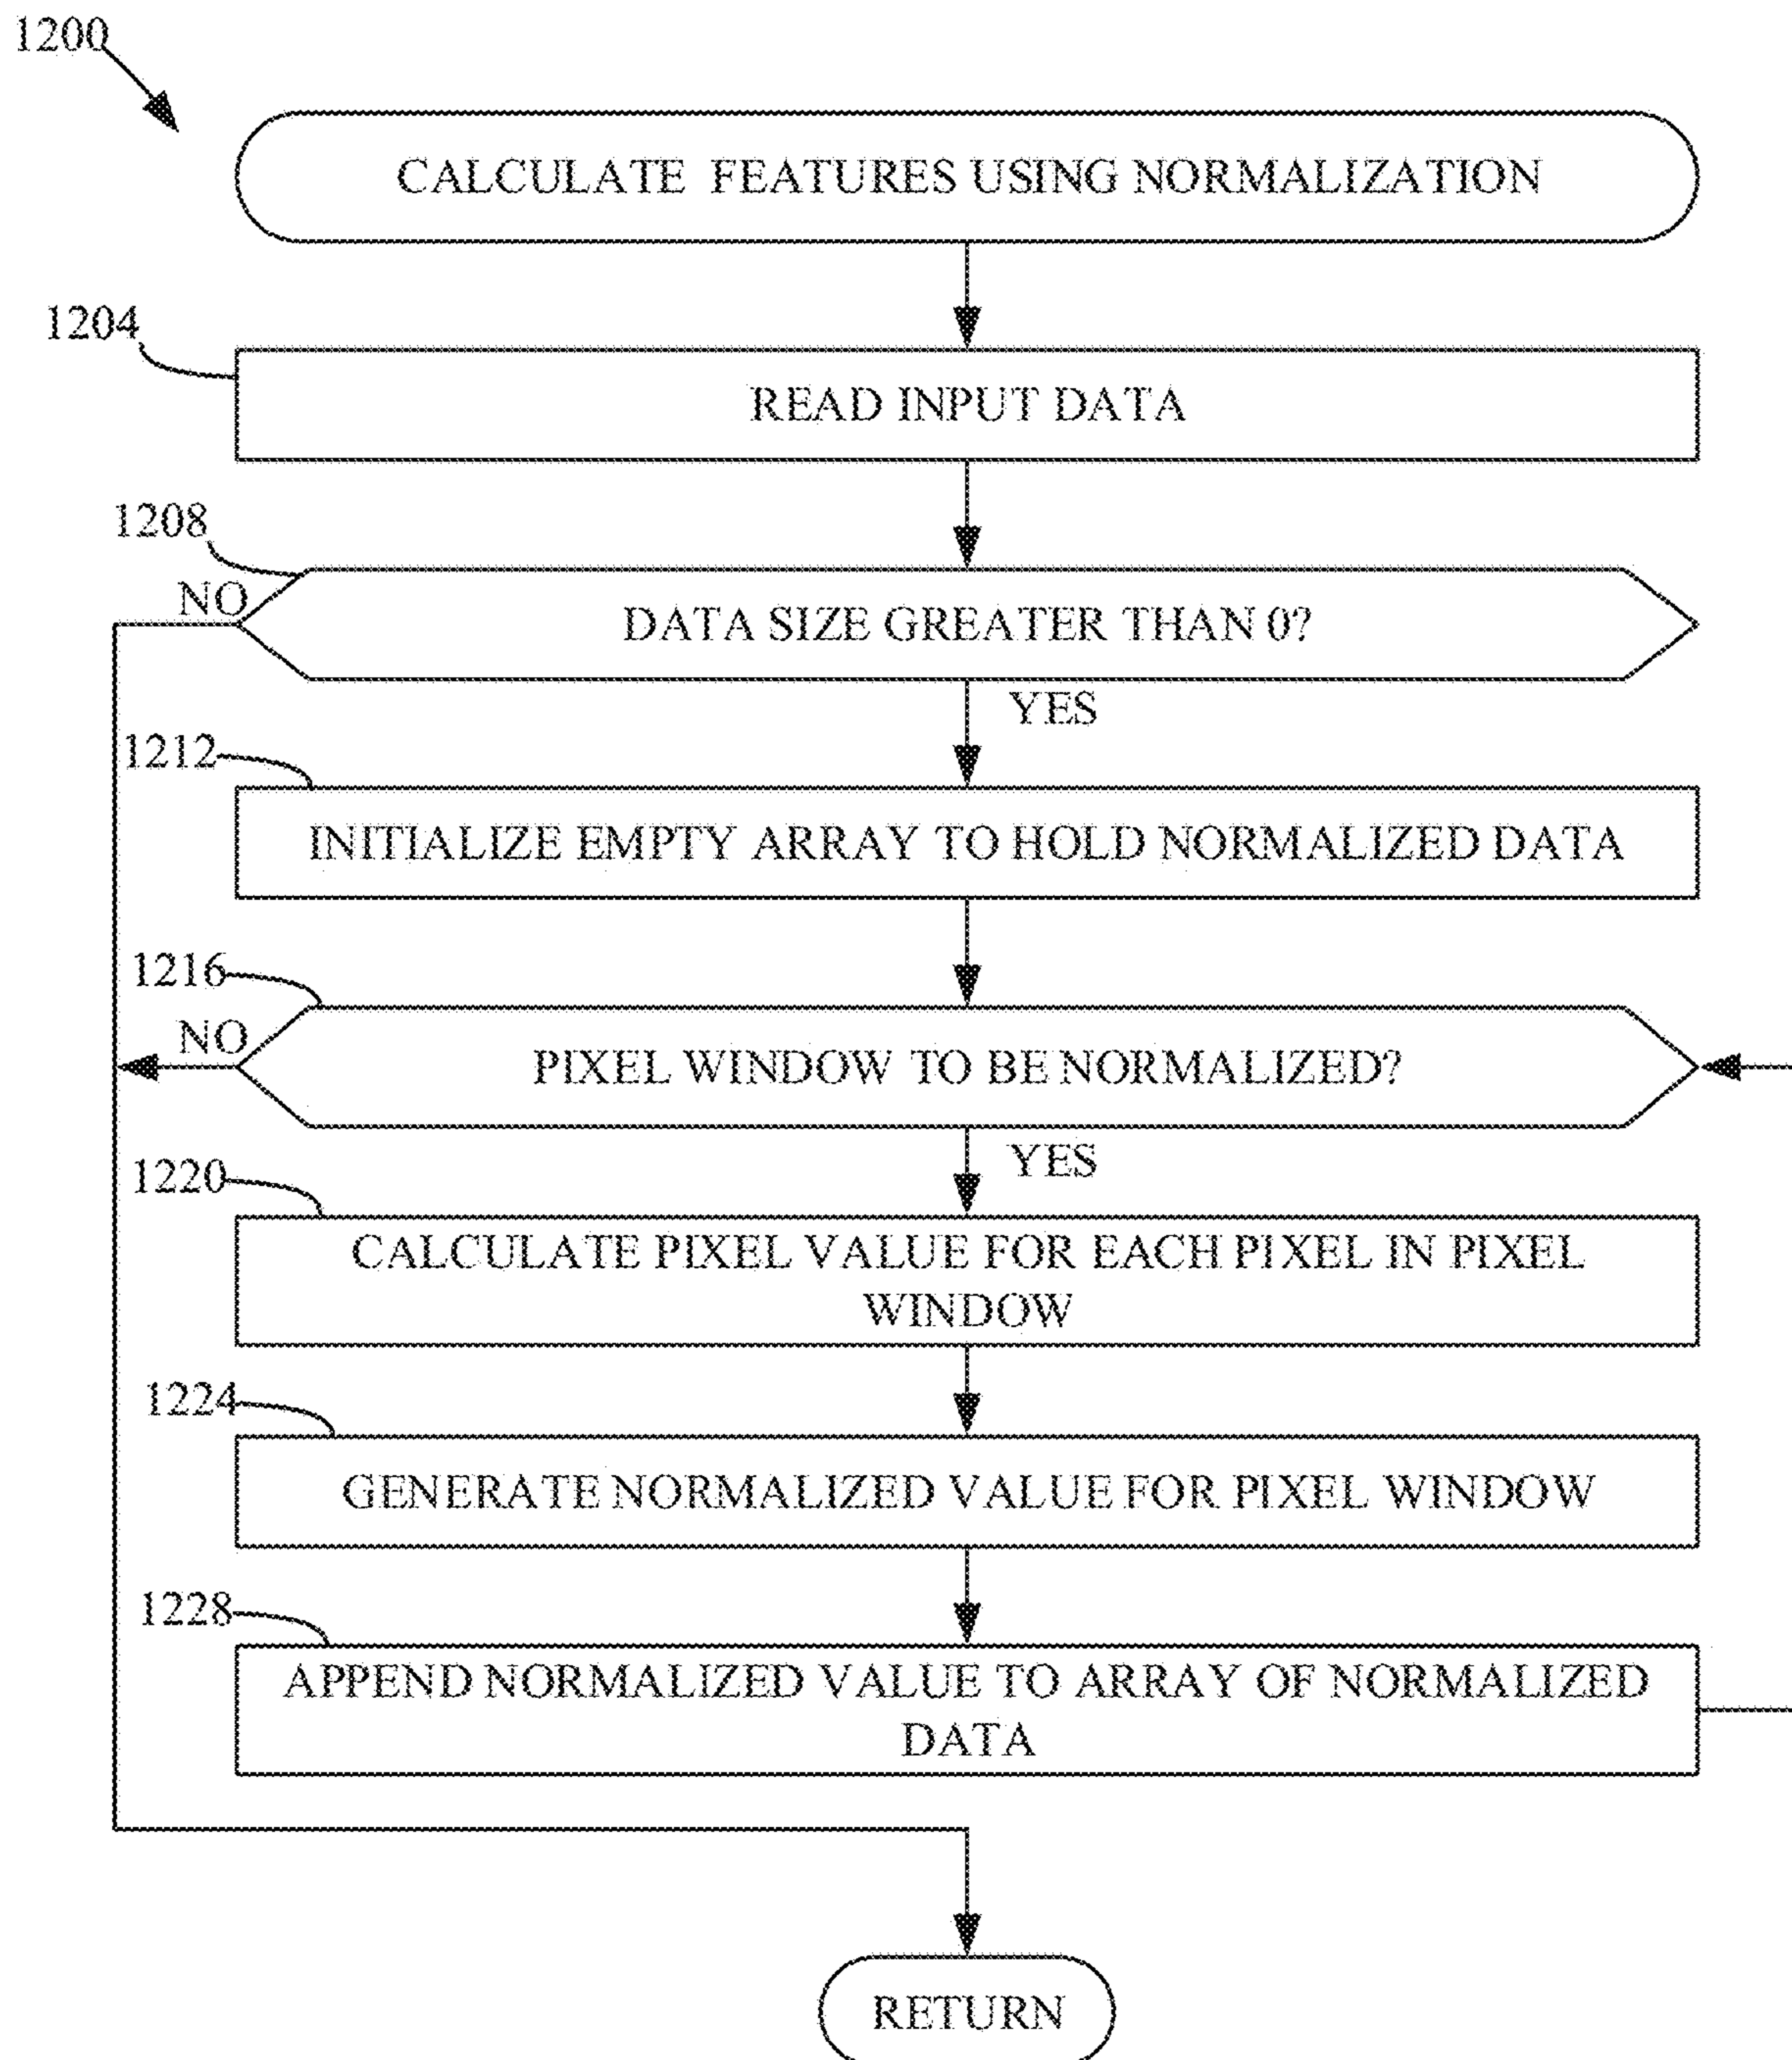 1200
CALCULATE FEATURES USING NORMALIZATION
1204
READ INPUT DATA
1208
NO
DATA SIZE GREATER THAN 0?
YES
1212
INITIALIZE EMPTY ARRAY TO HOLD NORMALIZED DATA
1216
NO
PIXEL WINDOW TO BE NORMALIZED?
YES
1220
CALCULATE PIXEL VALUE FOR EACH PIXEL IN PIXEL
WINDOW
1224
GENERATE NORMALIZED VALUE FOR PIXEL WINDOW
1228
APPEND NORMALIZED VALUE TO ARRAY OF NORMALIZED
DATA
RETURN